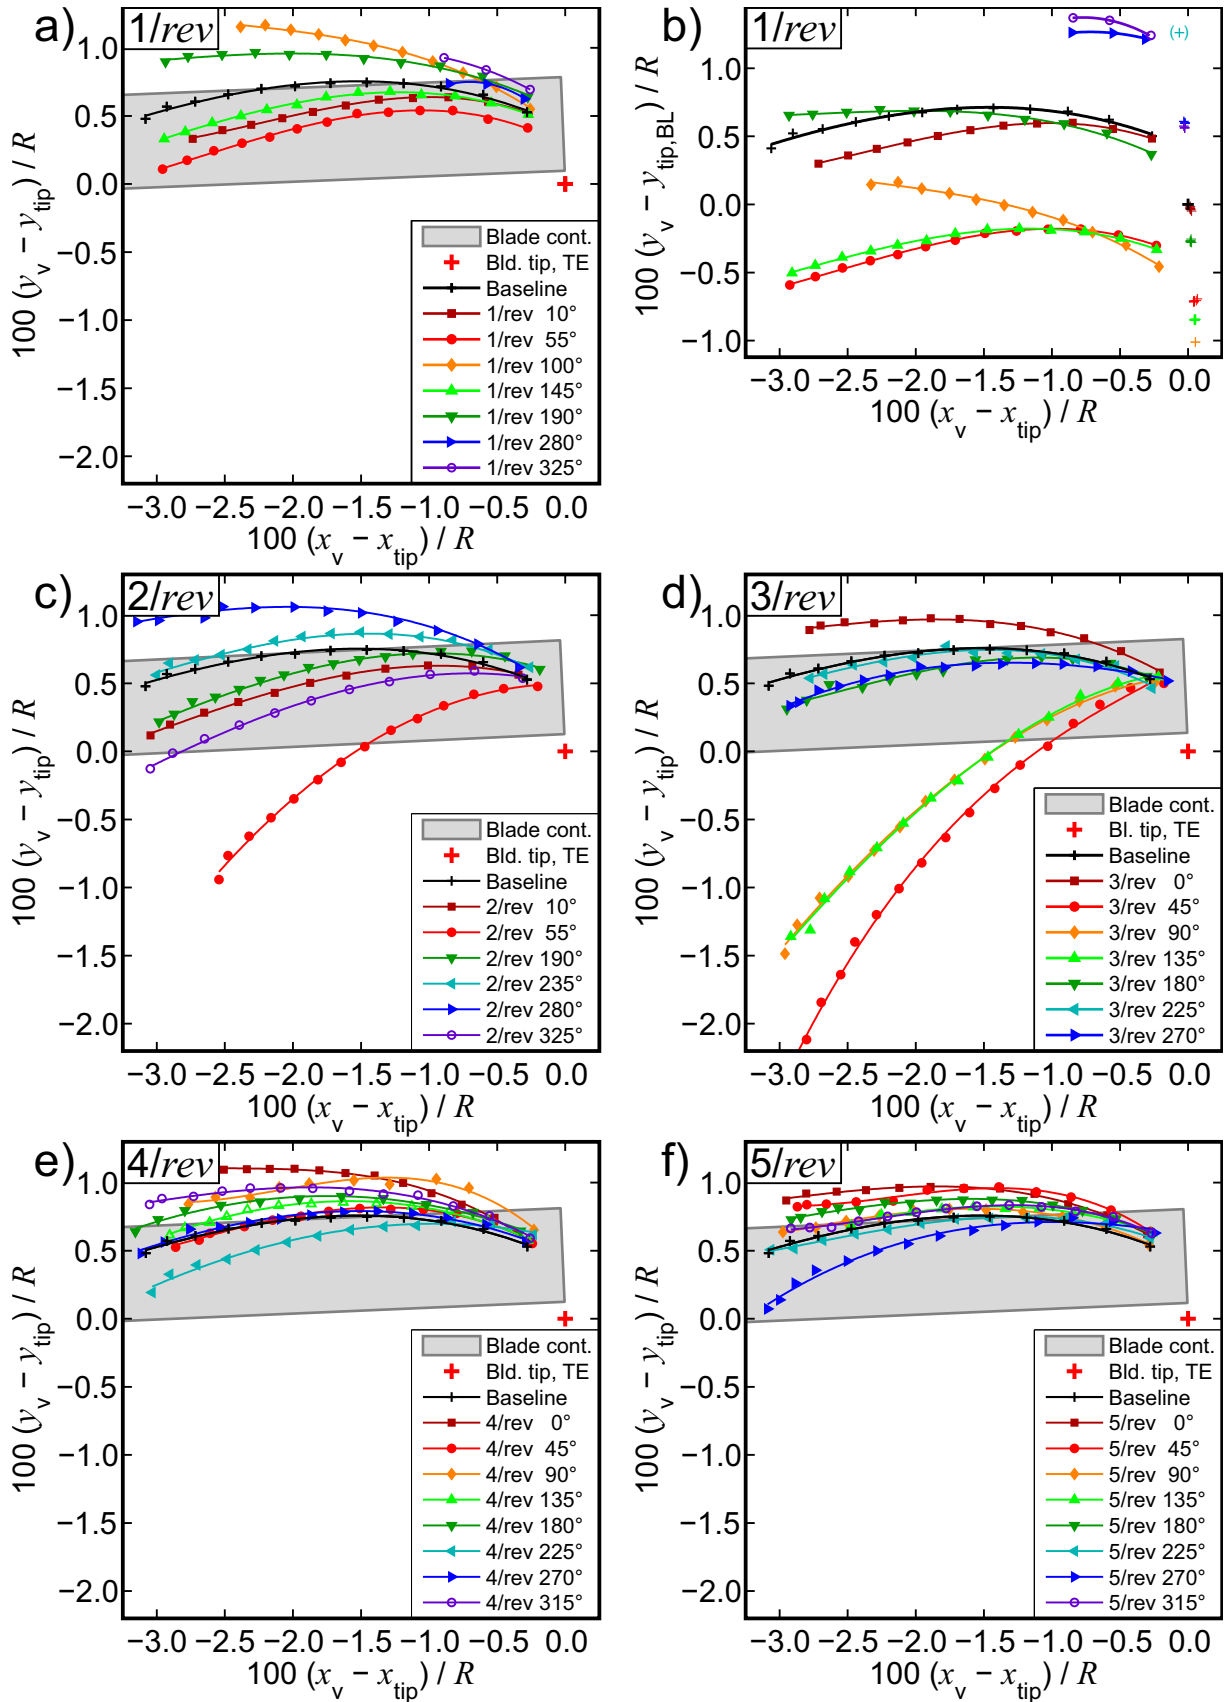 a) 1/rev
1.0
0.5
0.0
−0.5
−1.0
−1.5
−2.0
100 (y_v − y_tip) / R
Blade cont.
Bld. tip, TE
Baseline
1/rev 10°
1/rev 55°
1/rev 100°
1/rev 145°
1/rev 190°
1/rev 280°
1/rev 325°
−3.0 −2.5 −2.0 −1.5 −1.0 −0.5 0.0
100 (x_v − x_tip) / R
b) 1/rev
(+)
1.0
0.5
0.0
−0.5
−1.0
100 (y_v − y_tip,BL) / R
−3.0 −2.5 −2.0 −1.5 −1.0 −0.5 0.0
100 (x_v − x_tip) / R
c) 2/rev
1.0
0.5
0.0
−0.5
−1.0
−1.5
−2.0
100 (y_v − y_tip) / R
Blade cont.
Bld. tip, TE
Baseline
2/rev 10°
2/rev 55°
2/rev 190°
2/rev 235°
2/rev 280°
2/rev 325°
−3.0 −2.5 −2.0 −1.5 −1.0 −0.5 0.0
100 (x_v − x_tip) / R
d) 3/rev
1.0
0.5
0.0
−0.5
−1.0
−1.5
−2.0
100 (y_v − y_tip) / R
Blade cont.
Bl. tip, TE
Baseline
3/rev 0°
3/rev 45°
3/rev 90°
3/rev 135°
3/rev 180°
3/rev 225°
3/rev 270°
−3.0 −2.5 −2.0 −1.5 −1.0 −0.5 0.0
100 (x_v − x_tip) / R
e) 4/rev
1.0
0.5
0.0
−0.5
−1.0
−1.5
−2.0
100 (y_v − y_tip) / R
Blade cont.
Bld. tip, TE
Baseline
4/rev 0°
4/rev 45°
4/rev 90°
4/rev 135°
4/rev 180°
4/rev 225°
4/rev 270°
4/rev 315°
−3.0 −2.5 −2.0 −1.5 −1.0 −0.5 0.0
100 (x_v − x_tip) / R
f) 5/rev
1.0
0.5
0.0
−0.5
−1.0
−1.5
−2.0
100 (y_v − y_tip) / R
Blade cont.
Bld. tip, TE
Baseline
5/rev 0°
5/rev 45°
5/rev 90°
5/rev 135°
5/rev 180°
5/rev 225°
5/rev 270°
5/rev 315°
−3.0 −2.5 −2.0 −1.5 −1.0 −0.5 0.0
100 (x_v − x_tip) / R